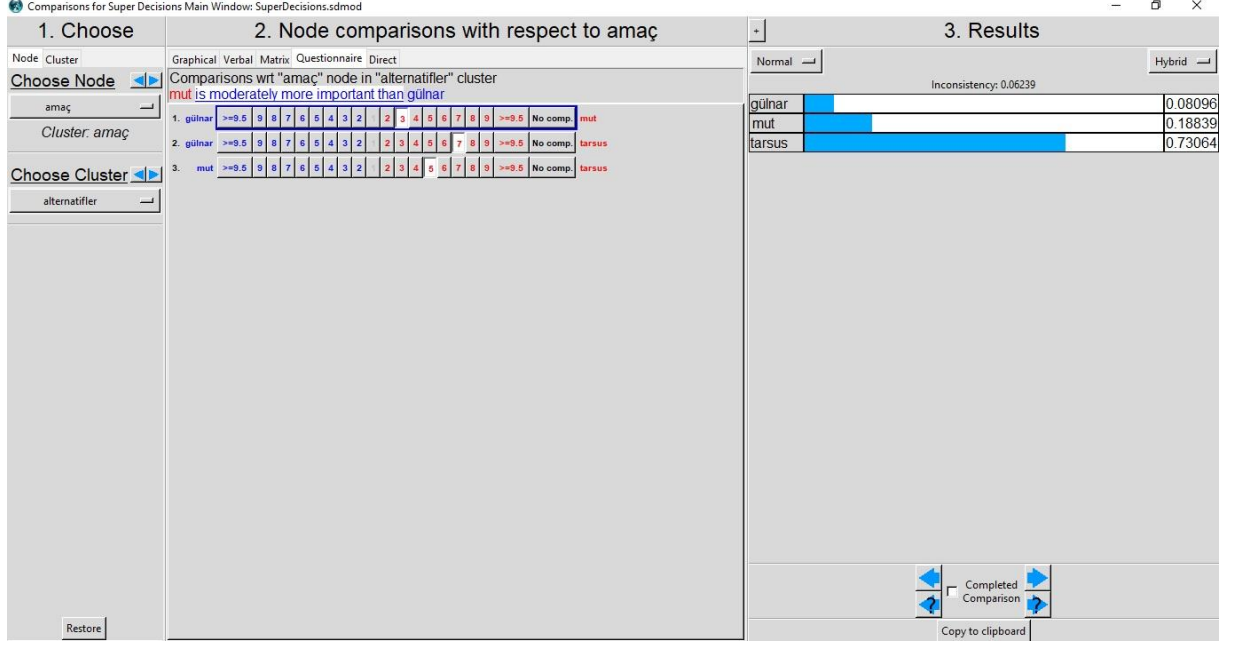 Comparisons for Super Decisions Main Window: SuperDecisions.sdmod
1. Choose
Node Cluster
Choose Node
amaç
Cluster: amaç
Choose Cluster
alternatifler
Restore
2. Node comparisons with respect to amaç
Graphical Verbal Matrix Questionnaire Direct
Comparisons wrt "amaç" node in "alternatifler" cluster
mut is moderately more important than gülnar
1. gülnar >=9.5 9 8 7 6 5 4 3 2 1 2 3 4 5 6 7 8 9 >=9.5 No comp. mut
2. gülnar >=9.5 9 8 7 6 5 4 3 2 1 2 3 4 5 6 7 8 9 >=9.5 No comp. tarsus
3. mut >=9.5 9 8 7 6 5 4 3 2 1 2 3 4 5 6 7 8 9 >=9.5 No comp. tarsus
+
3. Results
Normal Hybrid
Inconsistency: 0.06239
gülnar 0.08096
mut 0.18839
tarsus 0.73064
Completed
Comparison
? ?
Copy to clipboard